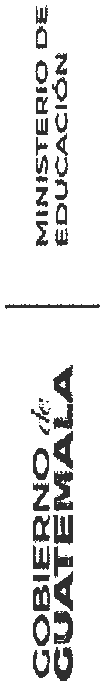 GOBIERNO de
GUATEMALA
MINISTERIO DE
EDUCACIÓN